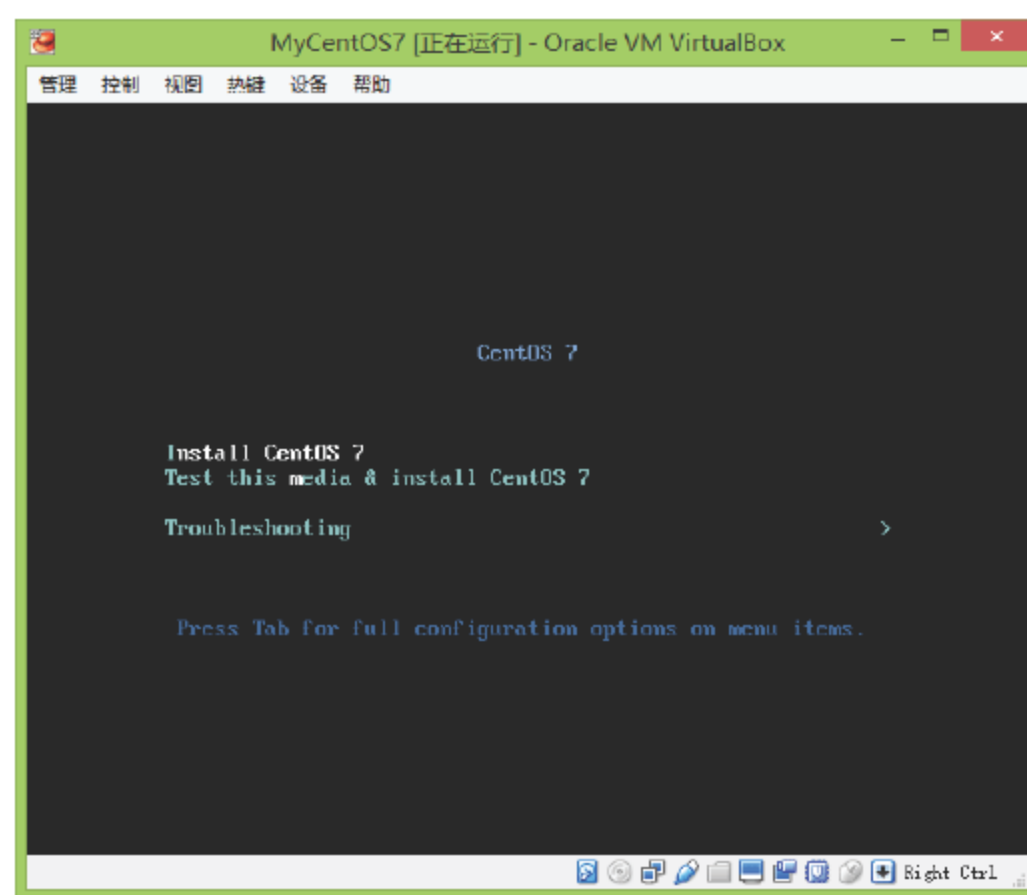 MyCentOS7 [正在运行] - Oracle VM VirtualBox
管理 控制 视图 热键 设备 帮助
CentOS 7
Install CentOS 7
Test this media & install CentOS 7
Troubleshooting >
Press Tab for full configuration options on menu items.
Right Ctrl